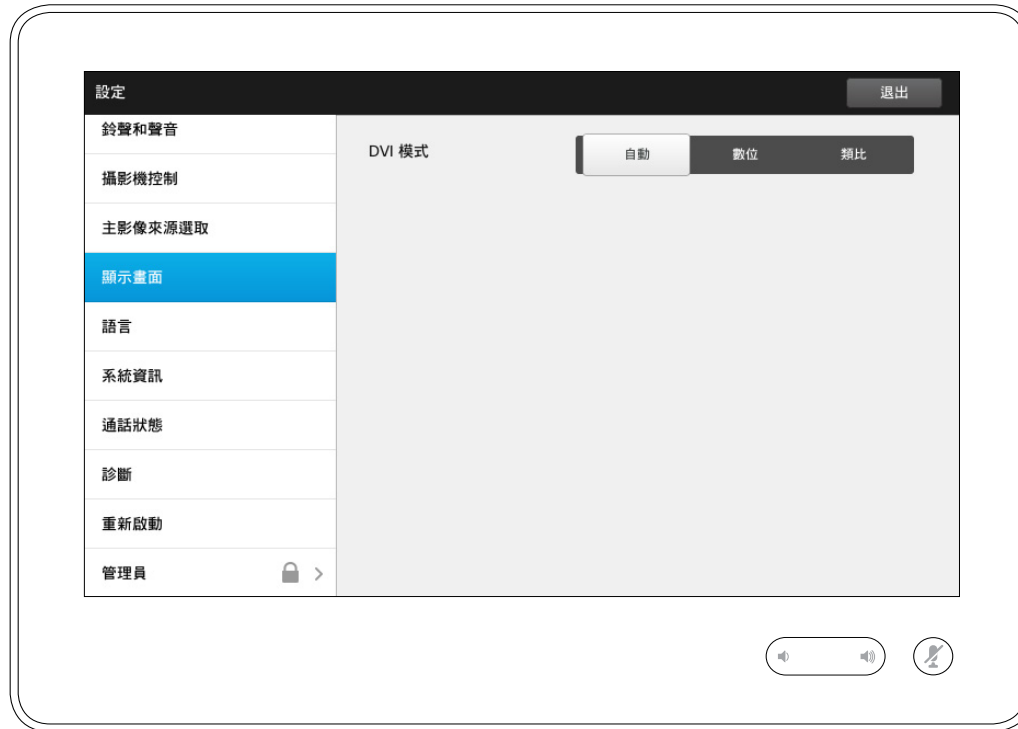 設定
退出
鈴聲和聲音
攝影機控制
主影像來源選取
顯示畫面
語言
系統資訊
通話狀態
診斷
重新啟動
管理員
DVI 模式
自動
數位
類比